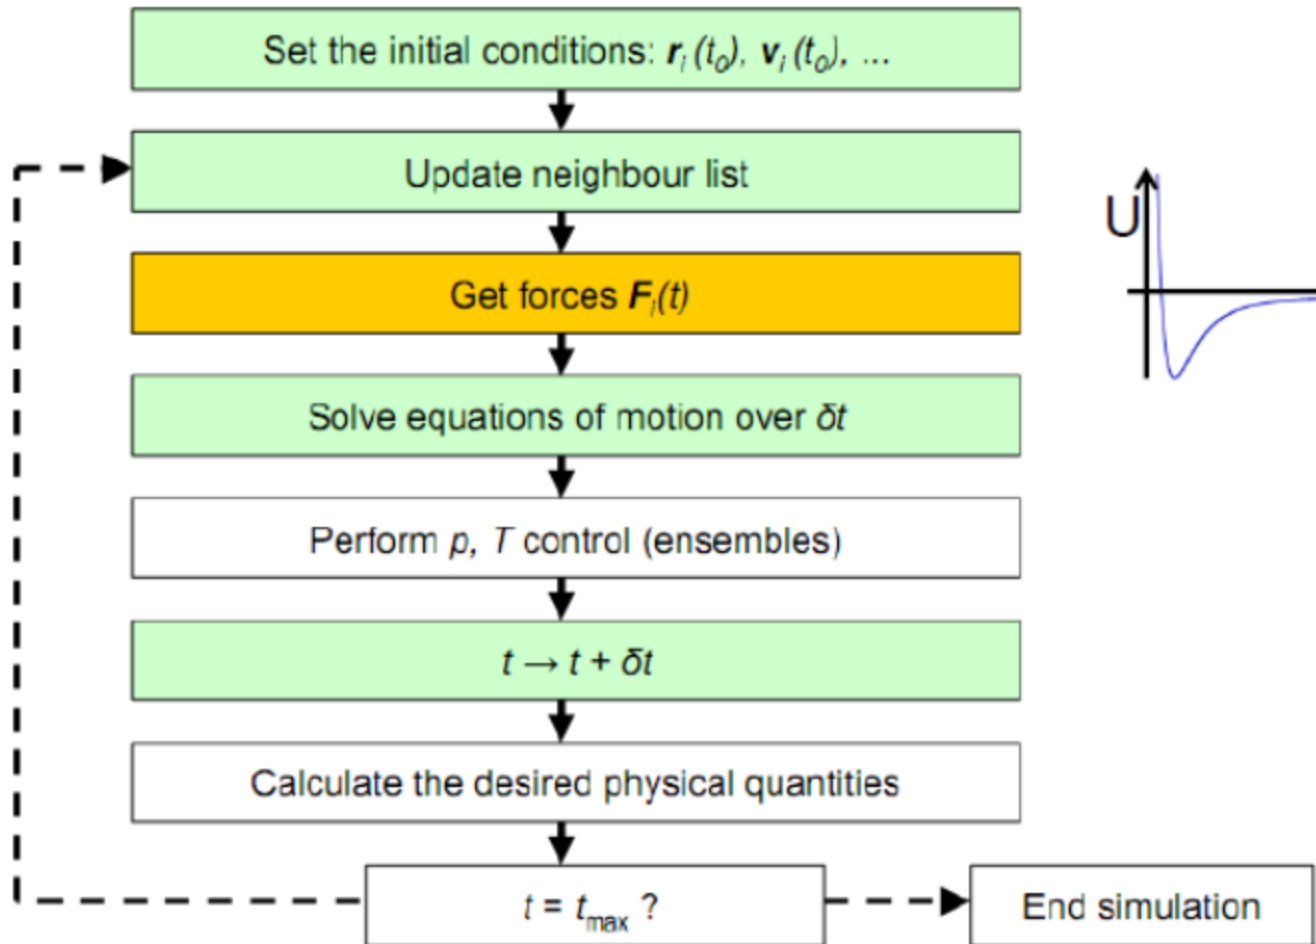 Set the initial conditions: r_i (t_0), v_i (t_0), ...
Update neighbour list
U
Get forces F_i(t)
Solve equations of motion over δt
Perform p, T control (ensembles)
t → t + δt
Calculate the desired physical quantities
t = t_max ?
End simulation